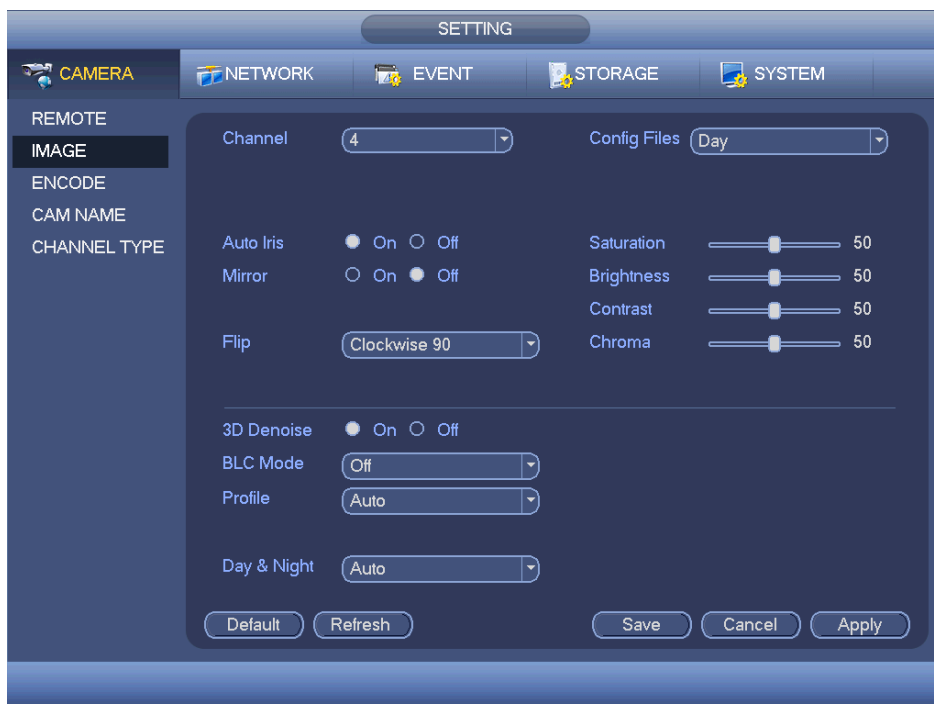 SETTING
CAMERA NETWORK EVENT STORAGE SYSTEM
REMOTE
IMAGE
ENCODE
CAM NAME
CHANNEL TYPE
Channel 4 Config Files Day
Auto Iris On Off Saturation 50
Mirror On Off Brightness 50
Contrast 50
Flip Clockwise 90 Chroma 50
3D Denoise On Off
BLC Mode Off
Profile Auto
Day & Night Auto
Default Refresh Save Cancel Apply